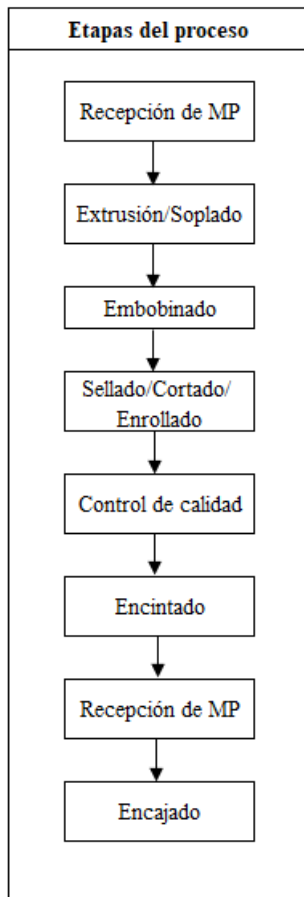 Etapas del proceso
Recepción de MP
Extrusión/Soplado
Embobinado
Sellado/Cortado/
Enrollado
Control de calidad
Encintado
Recepción de MP
Encajado